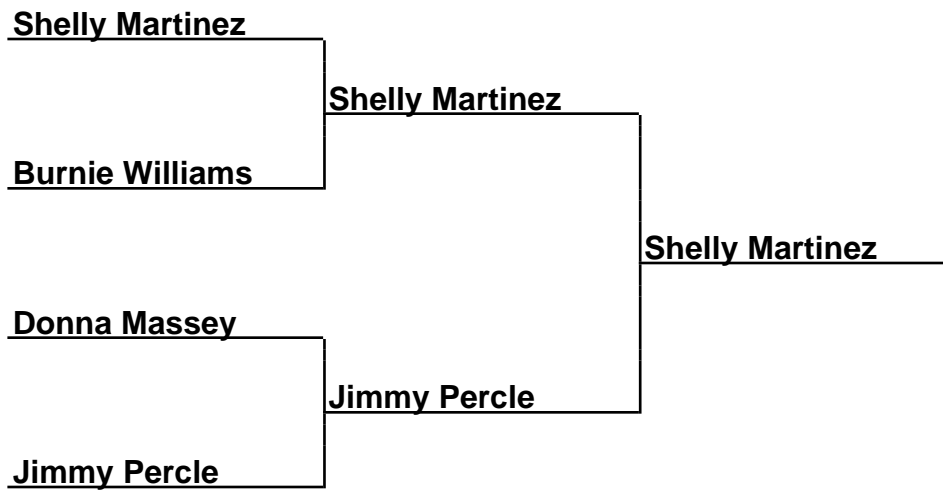 Shelly Martinez
Shelly Martinez
Burnie Williams
Shelly Martinez
Donna Massey
Jimmy Percle
Jimmy Percle